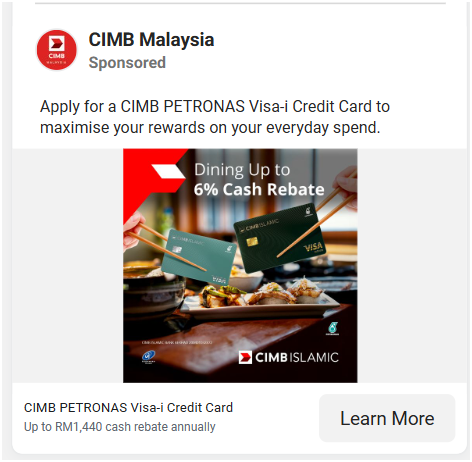 CIMB Malaysia
CIMB
MALAYSIA
Sponsored
Apply for a CIMB PETRONAS Visa-i Credit Card to
maximise your rewards on your everyday spend.
Dining Up to
6% Cash Rebate
CIMB ISLAMIC
CIMB ISLAMIC
VISA
VISA
CIMB ISLAMIC
CIMB PETRONAS Visa-i Credit Card
Up to RM1,440 cash rebate annually
Learn More